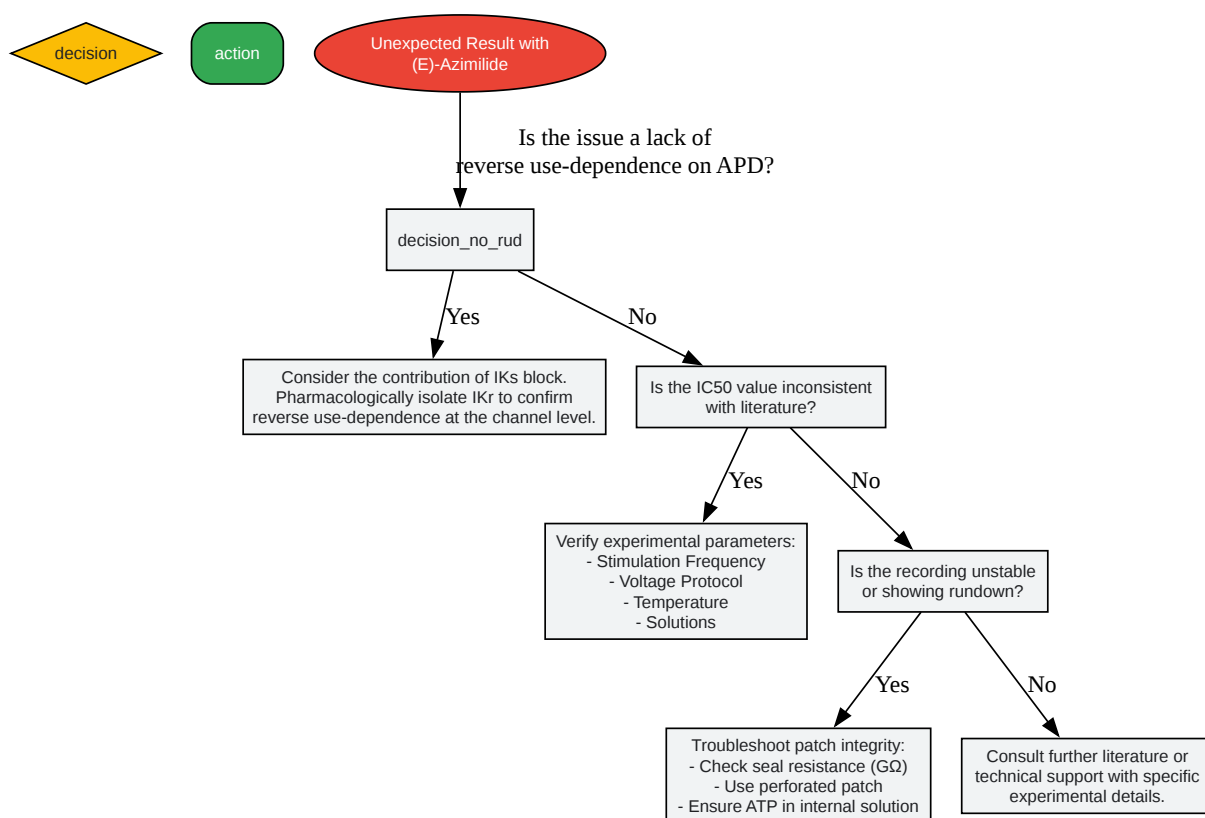 decision
action
Unexpected Result with
(E)-Azimilide
Is the issue a lack of
reverse use-dependence on APD?
decision_no_rud
Yes
No
Consider the contribution of IKs block.
Pharmacologically isolate IKr to confirm
reverse use-dependence at the channel level.
Is the IC50 value inconsistent
with literature?
Yes
No
Verify experimental parameters:
- Stimulation Frequency
- Voltage Protocol
- Temperature
- Solutions
Is the recording unstable
or showing rundown?
Yes
No
Troubleshoot patch integrity:
- Check seal resistance (GΩ)
- Use perforated patch
- Ensure ATP in internal solution
Consult further literature or
technical support with specific
experimental details.